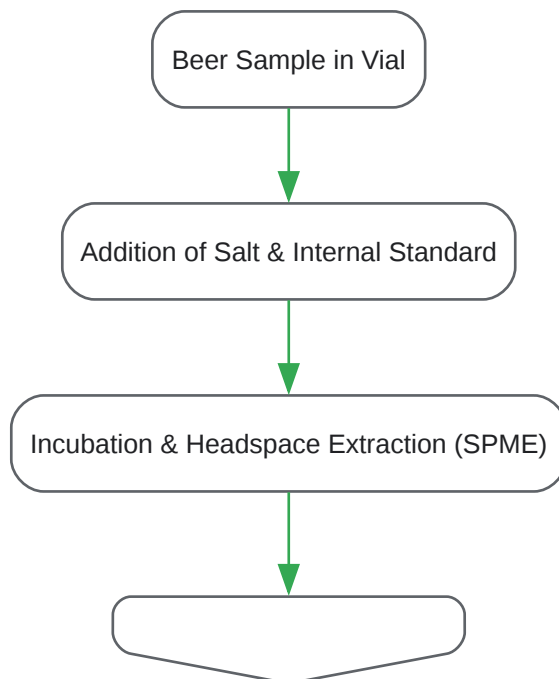 Beer Sample in Vial
Addition of Salt & Internal Standard
Incubation & Headspace Extraction (SPME)